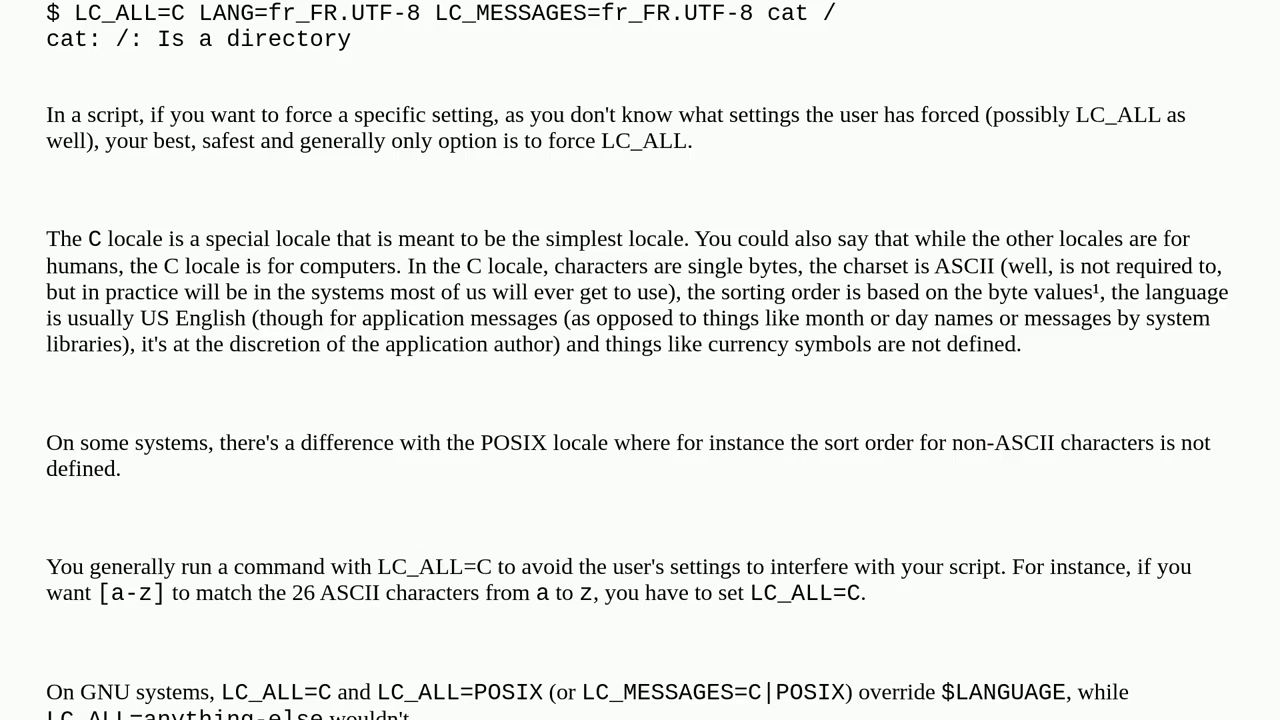 $ LC_ALL=C LANG=fr_FR.UTF-8 LC_MESSAGES=fr_FR.UTF-8 cat /
cat: /: Is a directory
In a script, if you want to force a specific setting, as you don't know what settings the user has forced (possibly LC_ALL as
well), your best, safest and generally only option is to force LC_ALL.
The C locale is a special locale that is meant to be the simplest locale. You could also say that while the other locales are for
humans, the C locale is for computers. In the C locale, characters are single bytes, the charset is ASCII (well, is not required to,
but in practice will be in the systems most of us will ever get to use), the sorting order is based on the byte values¹, the language
is usually US English (though for application messages (as opposed to things like month or day names or messages by system
libraries), it's at the discretion of the application author) and things like currency symbols are not defined.
On some systems, there's a difference with the POSIX locale where for instance the sort order for non-ASCII characters is not
defined.
You generally run a command with LC_ALL=C to avoid the user's settings to interfere with your script. For instance, if you
want [a-z] to match the 26 ASCII characters from a to z, you have to set LC_ALL=C.
On GNU systems, LC_ALL=C and LC_ALL=POSIX (or LC_MESSAGES=C|POSIX) override $LANGUAGE, while
LC_ALL=anything-else wouldn't.